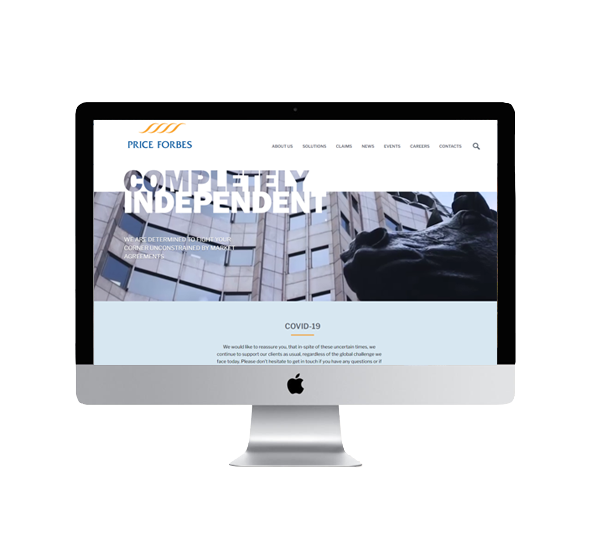 PRICE FORBES
ABOUT US SOLUTIONS CLAIMS NEWS EVENTS CAREERS CONTACTS
COMPLETELY
INDEPENDENT
WE ARE DETERMINED TO FIGHT YOUR
CORNER UNCONSTRAINED BY MARKET
AGREEMENTS
COVID-19
We would like to reassure you, that in spite of these uncertain times, we
continue to support our clients as usual, regardless of the global challenge we
face today. Please don't hesitate to get in touch if you have any questions or if